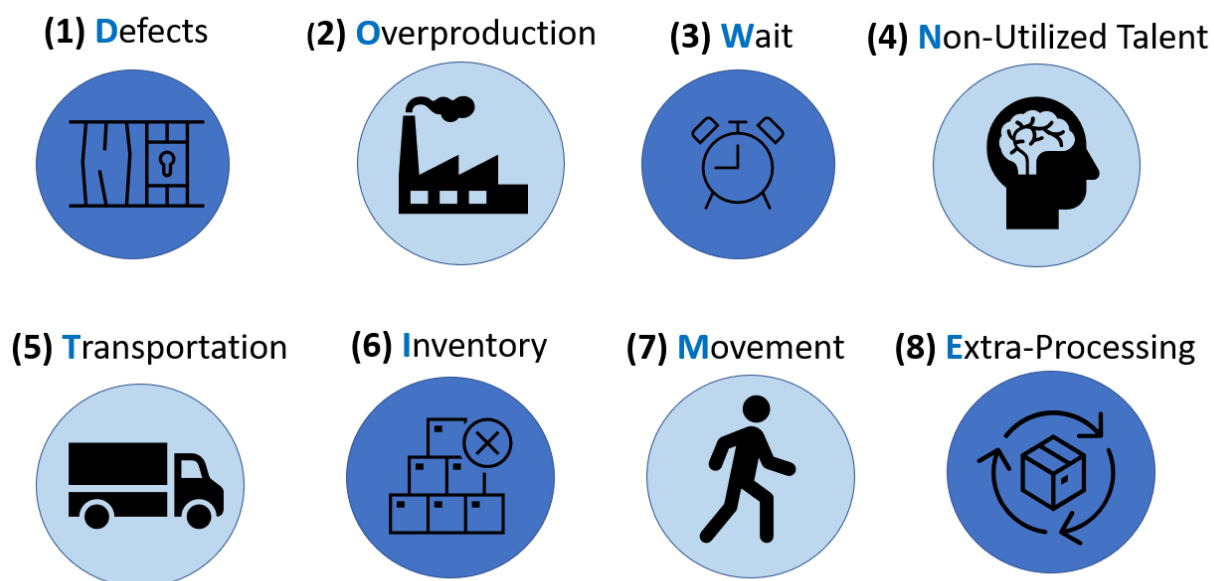 (1) Defects
(2) Overproduction
(3) Wait
(4) Non-Utilized Talent
(5) Transportation
(6) Inventory
(7) Movement
(8) Extra-Processing